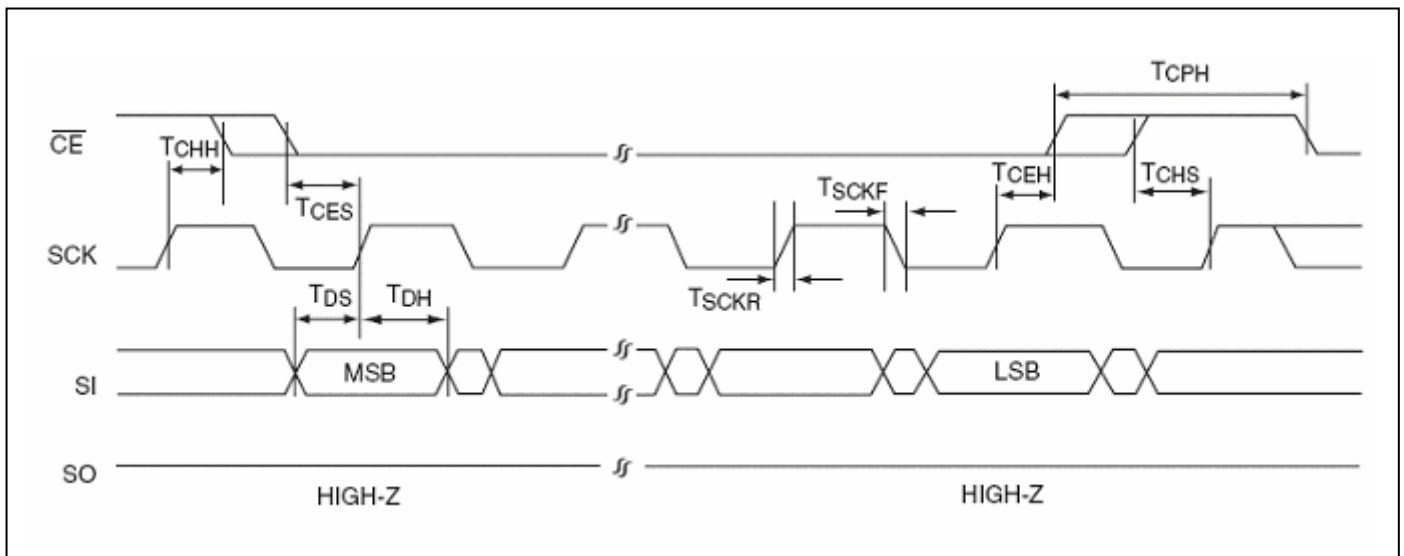 TCPH
CE
TCHH
TCES
TCEH
TCHS
TSCKF
SCK
TDS
TDH
TSCKR
SI
MSB
LSB
SO
HIGH-Z
HIGH-Z